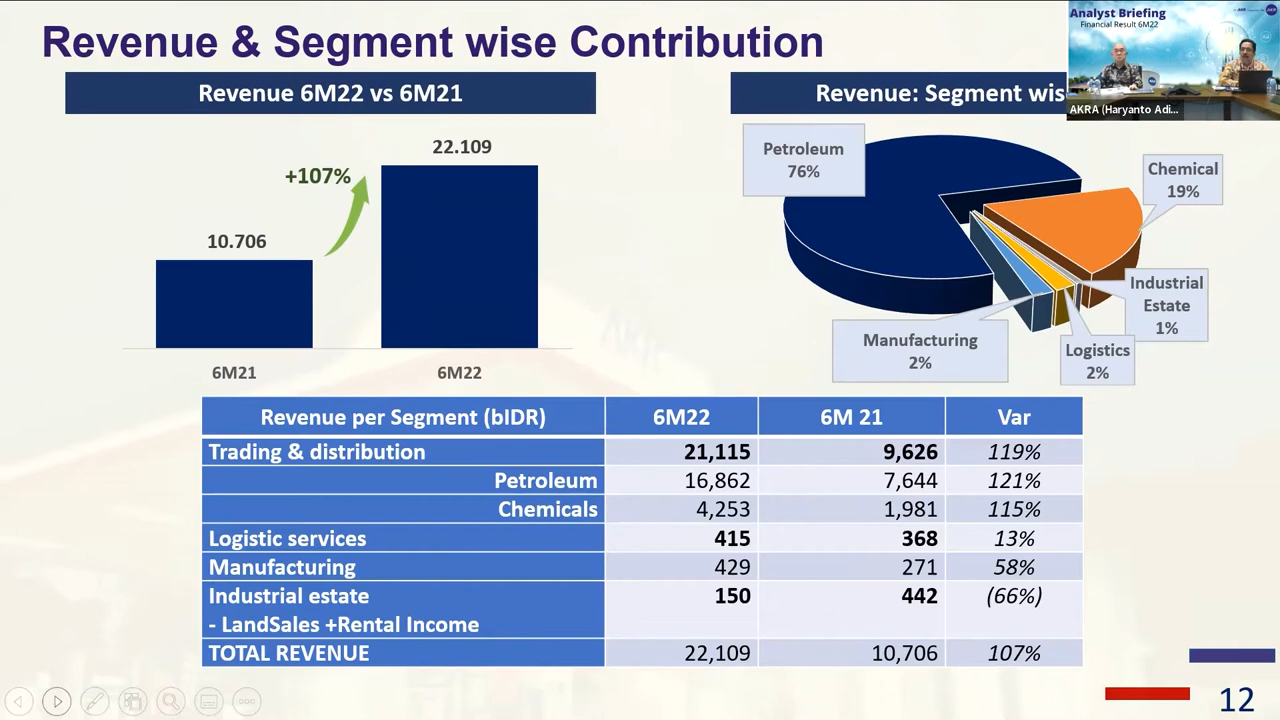 Revenue & Segment wise Contribution
Analyst Briefing
Financial Result 6M22
AKRA (Haryanto Adi...
Revenue 6M22 vs 6M21
Revenue: Segment wis
22.109
+107%
10.706
6M21
6M22
Petroleum
76%
Chemical
19%
Industrial
Estate
1%
Manufacturing
2%
Logistics
2%
Revenue per Segment (bIDR) 6M22 6M 21 Var
Trading & distribution 21,115 9,626 119%
Petroleum 16,862 7,644 121%
Chemicals 4,253 1,981 115%
Logistic services 415 368 13%
Manufacturing 429 271 58%
Industrial estate 150 442 (66%)
- LandSales +Rental Income
TOTAL REVENUE 22,109 10,706 107%
12